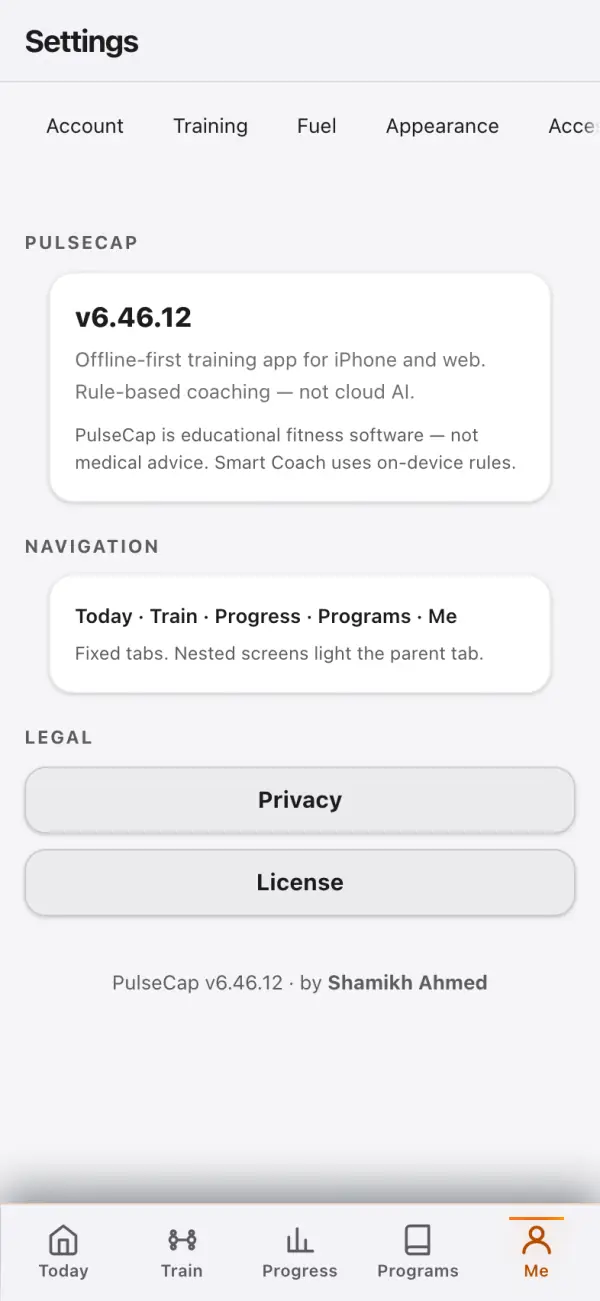 Settings
Account Training Fuel Appearance Acce
PULSECAP
v6.46.12
Offline-first training app for iPhone and web.
Rule-based coaching — not cloud AI.
PulseCap is educational fitness software — not
medical advice. Smart Coach uses on-device rules.
NAVIGATION
Today · Train · Progress · Programs · Me
Fixed tabs. Nested screens light the parent tab.
LEGAL
Privacy
License
PulseCap v6.46.12 · by Shamikh Ahmed
Today Train Progress Programs Me